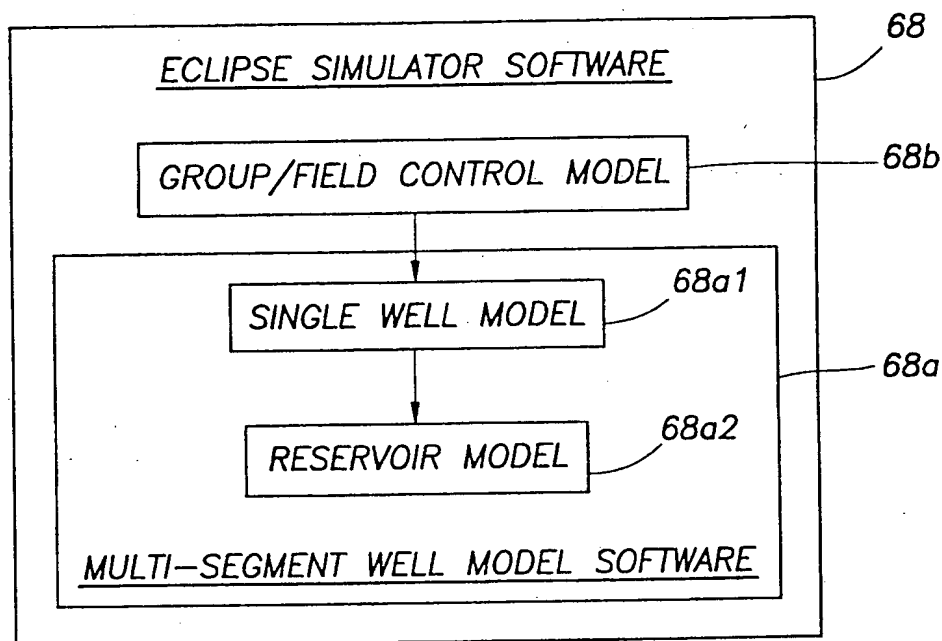 68
ECLIPSE SIMULATOR SOFTWARE
68b
GROUP/FIELD CONTROL MODEL
68a1
SINGLE WELL MODEL
68a
68a2
RESERVOIR MODEL
MULTI-SEGMENT WELL MODEL SOFTWARE